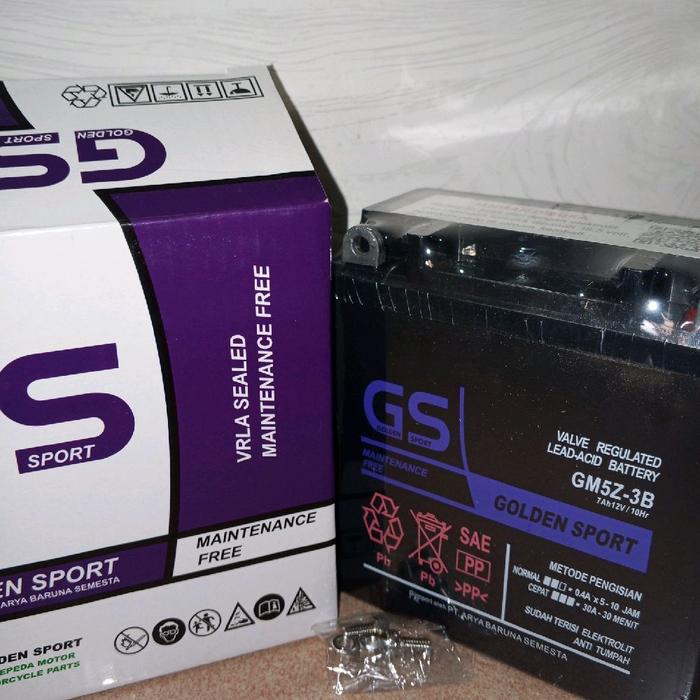 GOLDEN
SPORT
GS
S
SPORT
VRLA SEALED
MAINTENANCE FREE
EN SPORT
ARYA BARUNA SEMESTA
MAINTENANCE
FREE
DEN SPORT
EPEDA MOTOR
RCYCLE PARTS
GS
GOLDEN SPORT
MAINTENANCE
FREE
VALVE REGULATED
LEAD-ACID BATTERY
GM5Z-3B
7Ah12V / 10Hr
GOLDEN SPORT
Pb
Pb
SAE
PP
>PP<
METODE PENGISIAN
NORMAL = 0.4A x 5 - 10 JAM
CEPAT = 30A - 30 MENIT
SUDAH TERISI ELEKTROLIT
ANTI TUMPAH
PT. ARYA BARUNA SEMESTA